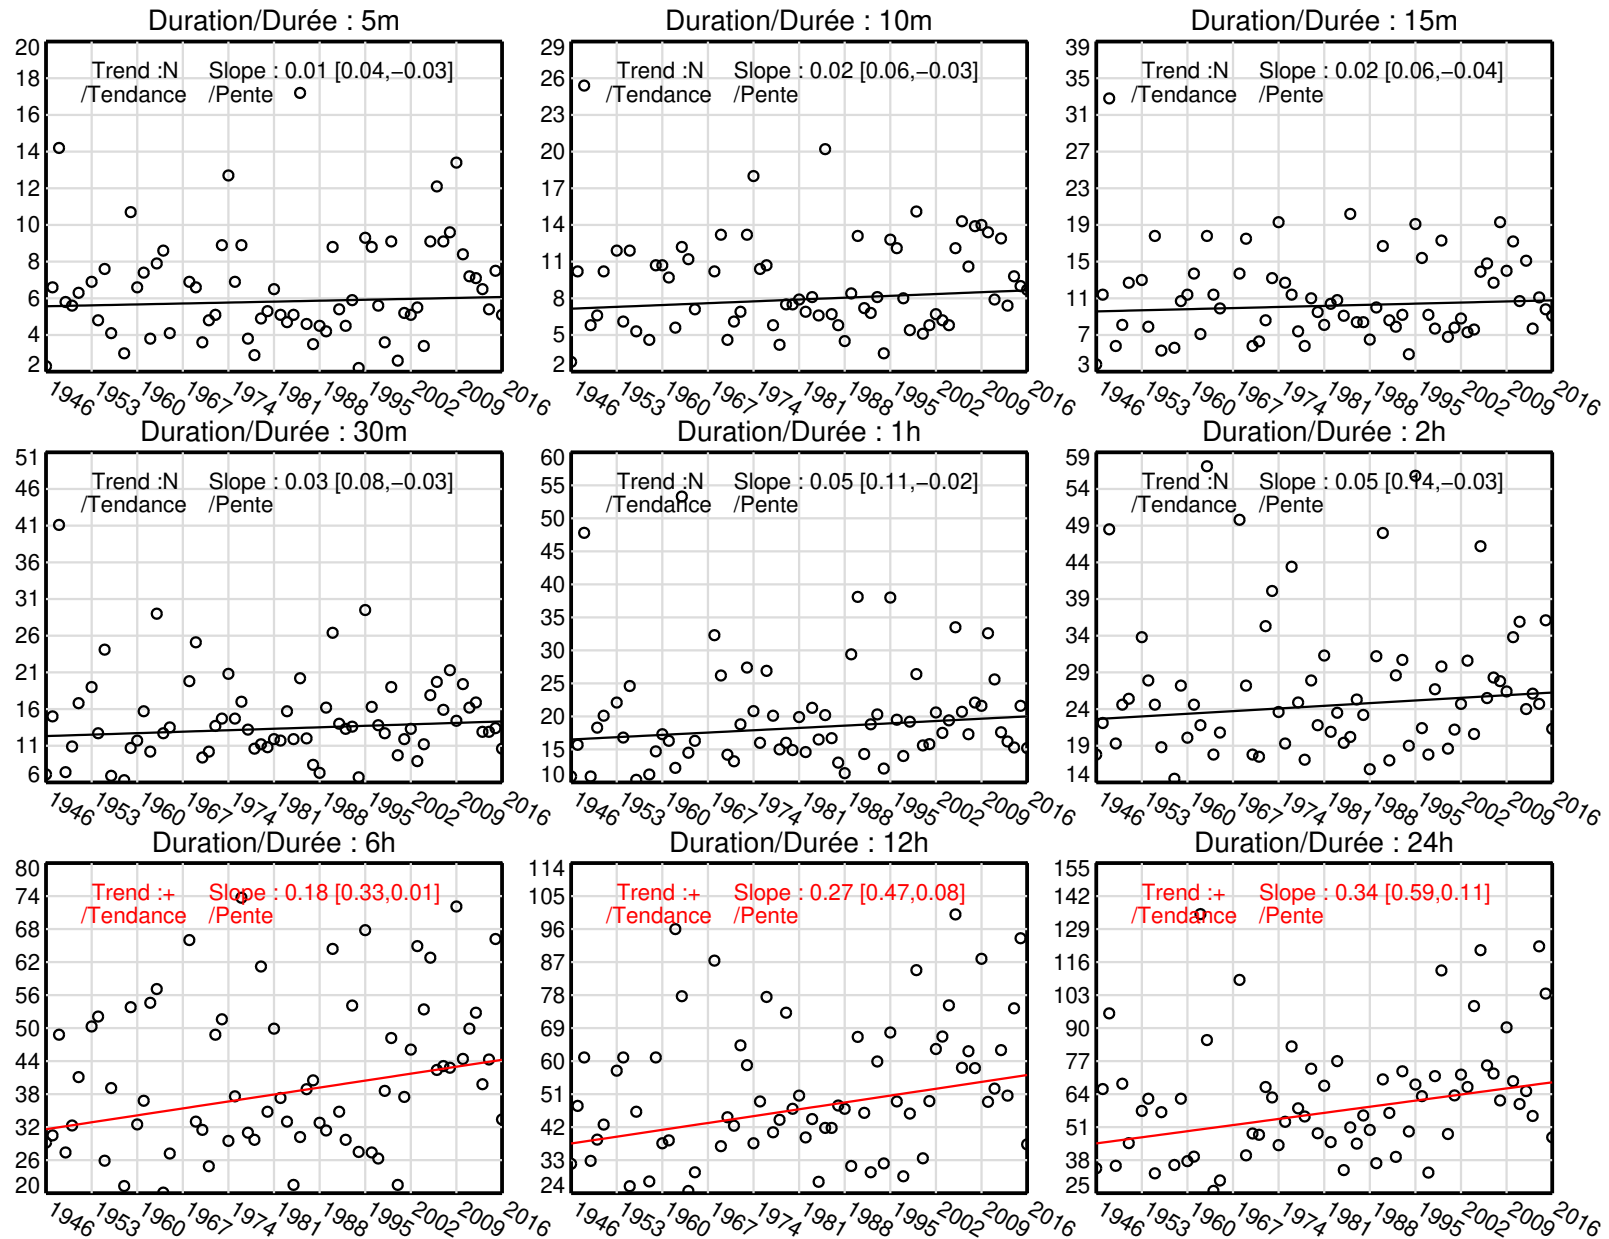 Duration/Durée : 5m
20
18
16
14
12
10
8
6
4
2
Trend :N Slope : 0.01 [0.04,−0.03]
/Tendance /Pente
1946 1953 1960 1967 1974 1981 1988 1995 2002 2009 2016
Duration/Durée : 10m
29
26
23
20
17
14
11
8
5
2
Trend :N Slope : 0.02 [0.06,−0.03]
/Tendance /Pente
1946 1953 1960 1967 1974 1981 1988 1995 2002 2009 2016
Duration/Durée : 15m
39
35
31
27
23
19
15
11
7
3
Trend :N Slope : 0.02 [0.06,−0.04]
/Tendance /Pente
1946 1953 1960 1967 1974 1981 1988 1995 2002 2009 2016
Duration/Durée : 30m
51
46
41
36
31
26
21
16
11
6
Trend :N Slope : 0.03 [0.08,−0.03]
/Tendance /Pente
1946 1953 1960 1967 1974 1981 1988 1995 2002 2009 2016
Duration/Durée : 1h
60
55
50
45
40
35
30
25
20
15
10
Trend :N Slope : 0.05 [0.11,−0.02]
/Tendance /Pente
1946 1953 1960 1967 1974 1981 1988 1995 2002 2009 2016
Duration/Durée : 2h
59
54
49
44
39
34
29
24
19
14
Trend :N Slope : 0.05 [0.14,−0.03]
/Tendance /Pente
1946 1953 1960 1967 1974 1981 1988 1995 2002 2009 2016
Duration/Durée : 6h
80
74
68
62
56
50
44
38
32
26
20
Trend :+ Slope : 0.18 [0.33,0.01]
/Tendance /Pente
1946 1953 1960 1967 1974 1981 1988 1995 2002 2009 2016
Duration/Durée : 12h
114
105
96
87
78
69
60
51
42
33
24
Trend :+ Slope : 0.27 [0.47,0.08]
/Tendance /Pente
1946 1953 1960 1967 1974 1981 1988 1995 2002 2009 2016
Duration/Durée : 24h
155
142
129
116
103
90
77
64
51
38
25
Trend :+ Slope : 0.34 [0.59,0.11]
/Tendance /Pente
1946 1953 1960 1967 1974 1981 1988 1995 2002 2009 2016